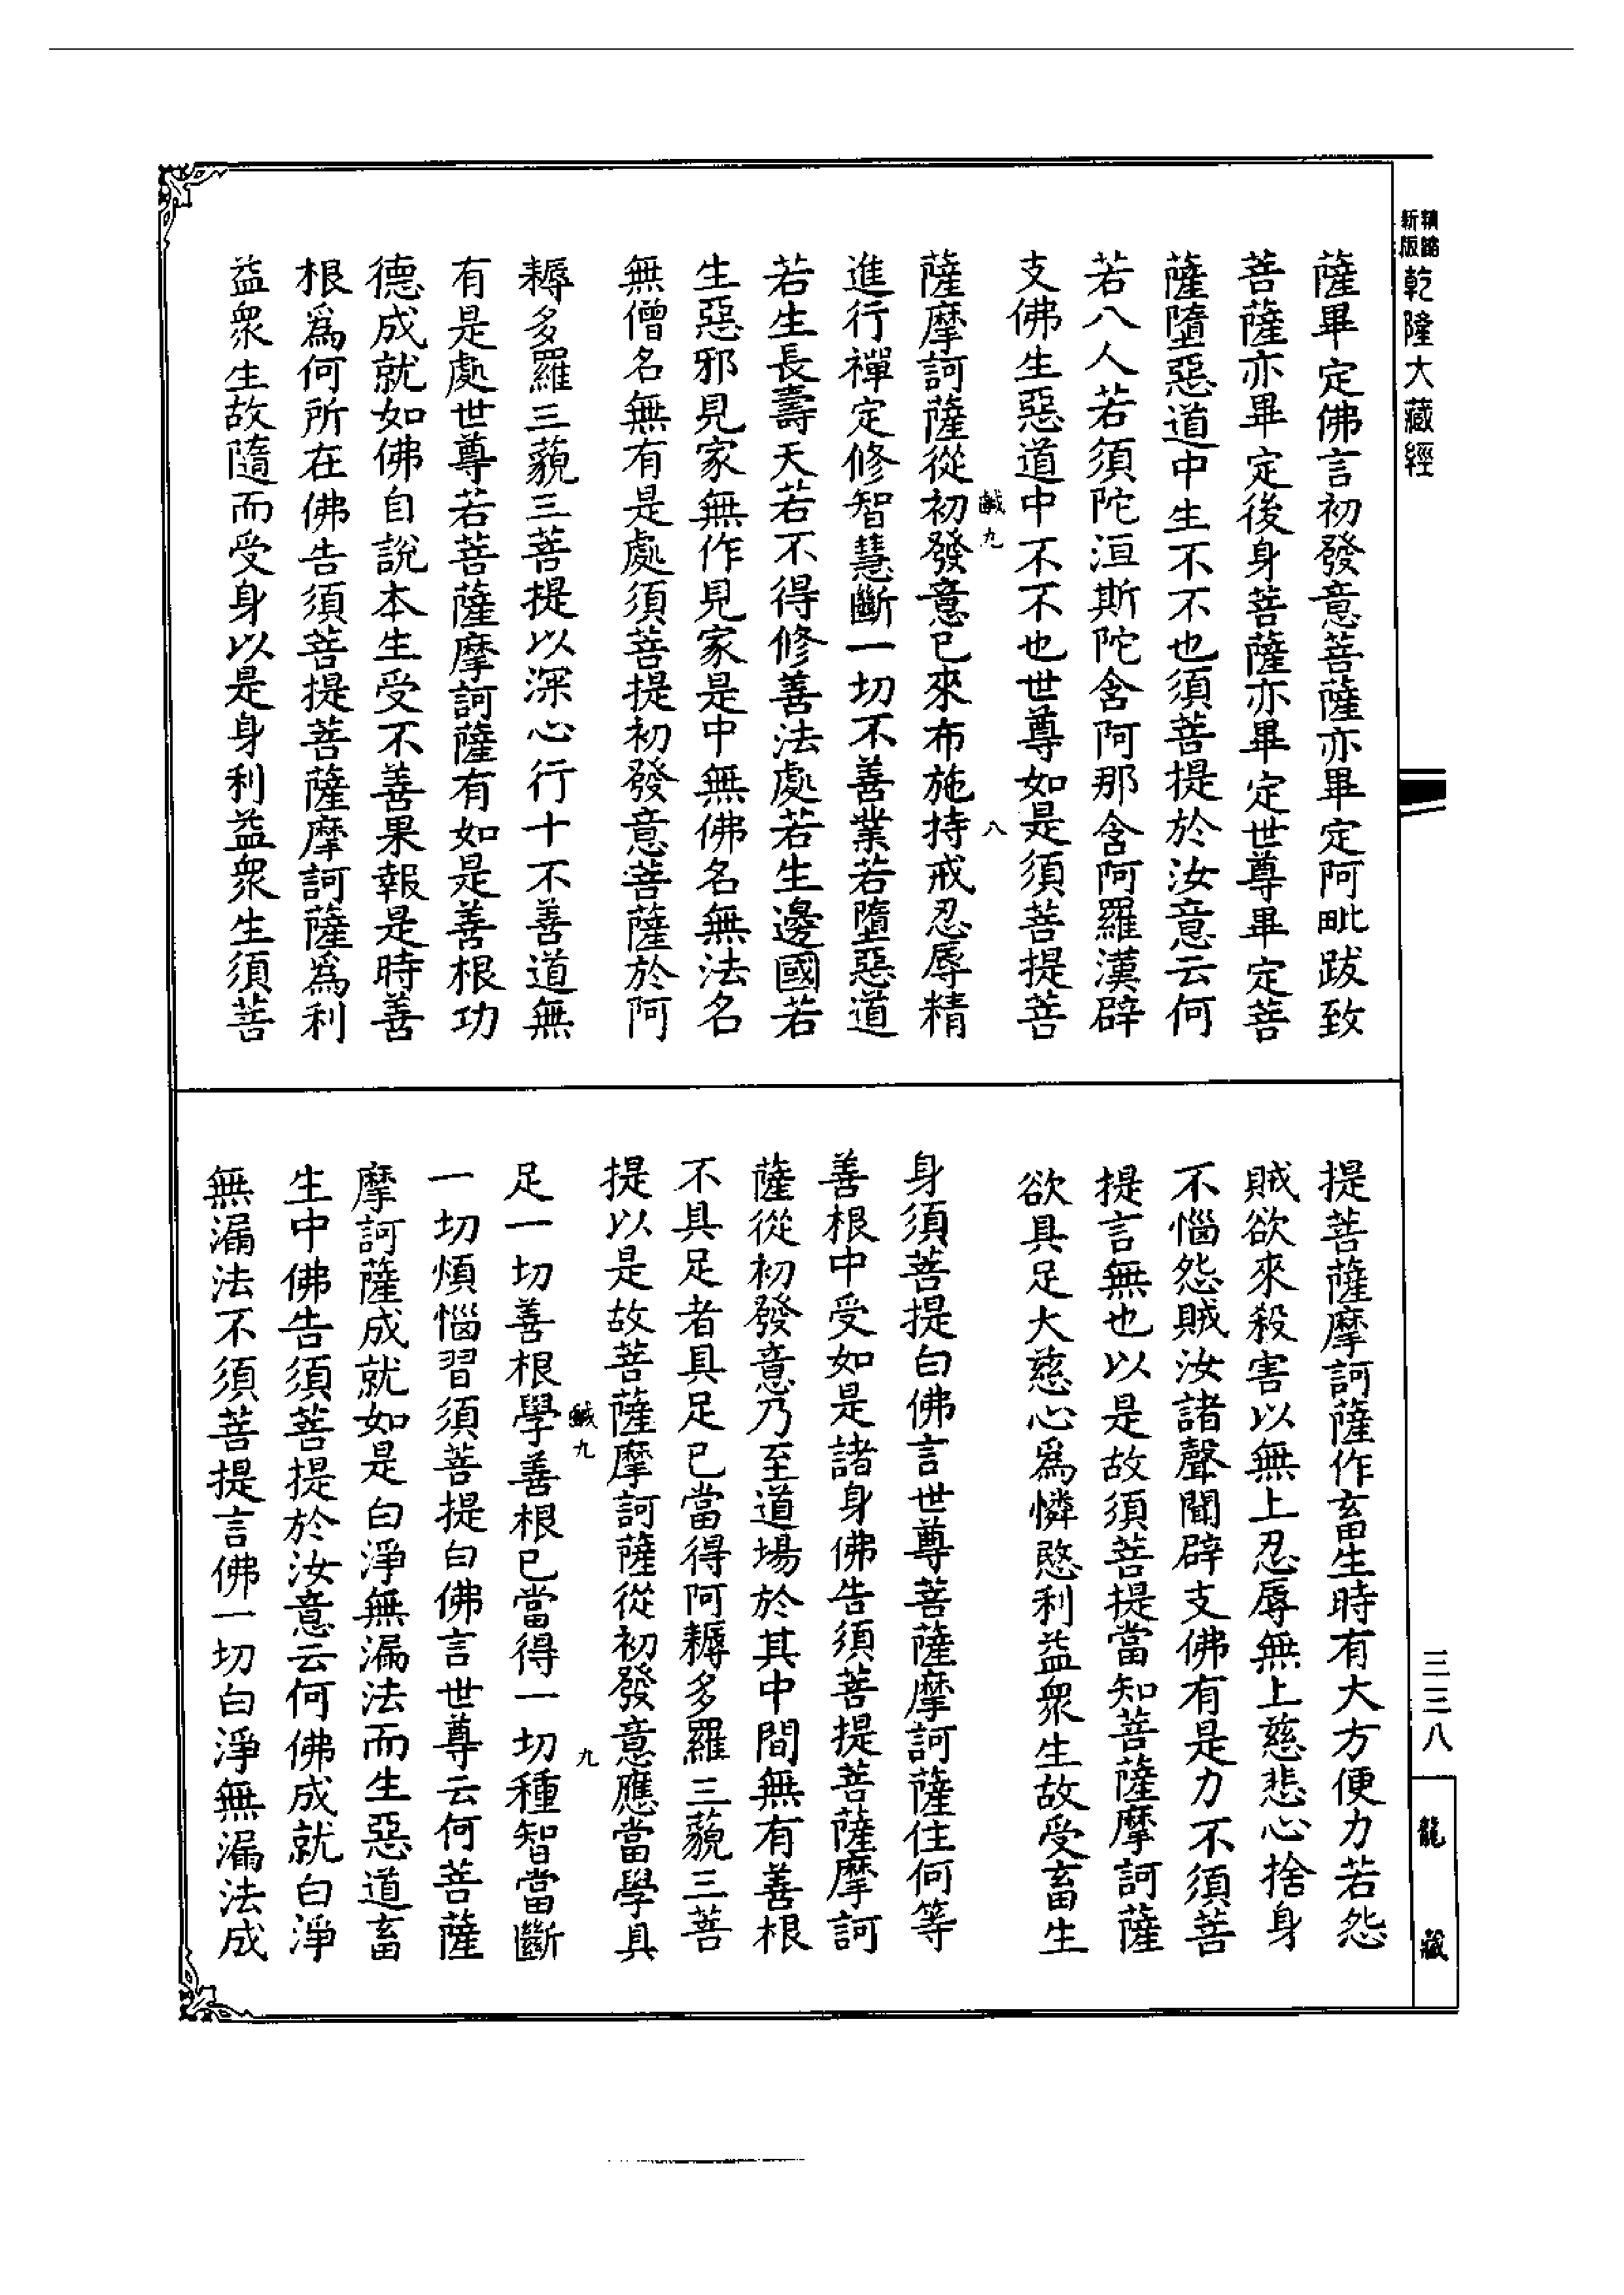 精縮
新版
乾隆大藏經
薩畢定佛言初發意菩薩亦畢定阿毗跋致
菩薩亦畢定後身菩薩亦畢定世尊畢定菩
薩墮惡道中生不不也須菩提於汝意云何
若八人若須陀洹斯陀含阿那含阿羅漢辟
支佛生惡道中不不也世尊如是須菩提菩
鹹九
八
薩摩訶薩從初發意已來布施持戒忍辱精
進行禪定修智慧斷一切不善業若墮惡道
若生長壽天若不得修善法處若生邊國若
生惡邪見家無作見家是中無佛名無法名
無僧名無有是處須菩提初發意菩薩於阿
耨多羅三藐三菩提以深心行十不善道無
有是處世尊若菩薩摩訶薩有如是善根功
德成就如佛自說本生受不善果報是時善
根爲何所在佛告須菩提菩薩摩訶薩爲利
益衆生故隨而受身以是身利益衆生須菩
提菩薩摩訶薩作畜生時有大方便力若怨
賊欲來殺害以無上忍辱無上慈悲心捨身
不惱怨賊汝諸聲聞辟支佛有是力不須菩
提言無也以是故須菩提當知菩薩摩訶薩
欲具足大慈心爲憐愍利益衆生故受畜生
身須菩提白佛言世尊菩薩摩訶薩住何等
善根中受如是諸身佛告須菩提菩薩摩訶
薩從初發意乃至道場於其中間無有善根
不具足者具足已當得阿耨多羅三藐三菩
提以是故菩薩摩訶薩從初發意應當學具
鹹九
九
足一切善根學善根已當得一切種智當斷
一切煩惱習須菩提白佛言世尊云何菩薩
摩訶薩成就如是白淨無漏法而生惡道畜
生中佛告須菩提於汝意云何佛成就白淨
無漏法不須菩提言佛一切白淨無漏法成
三三八
龍藏